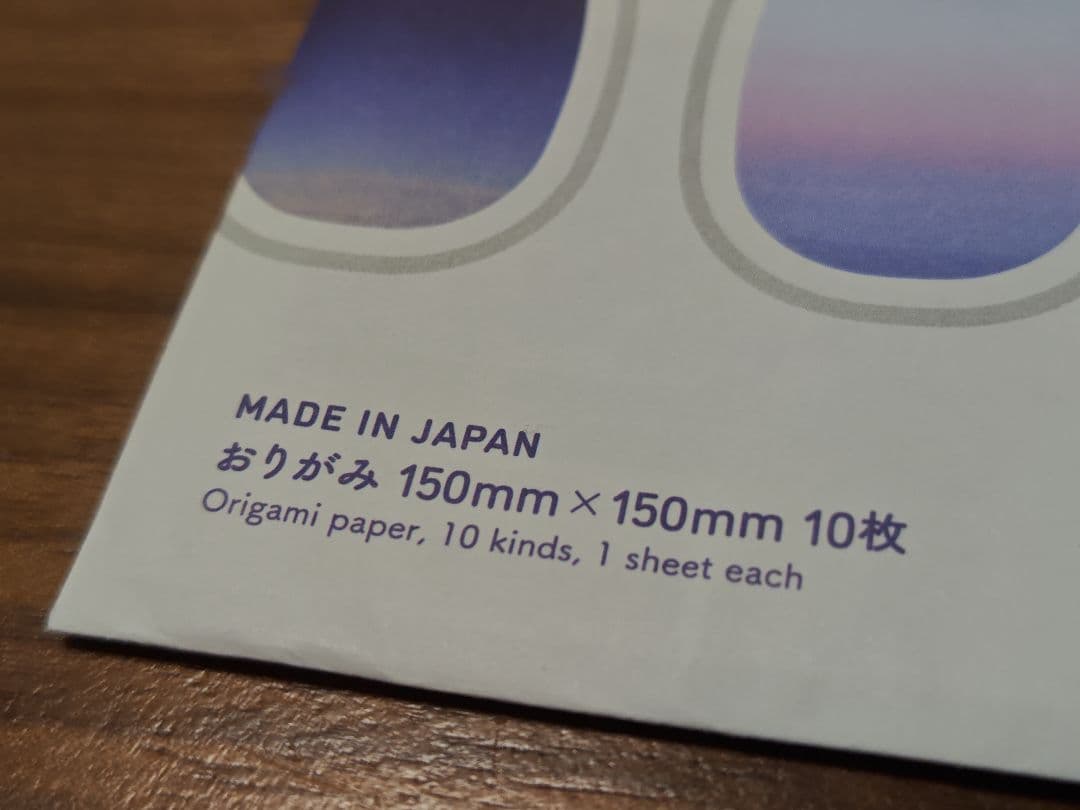 MADE IN JAPAN
おりがみ 150mm×150mm 10枚
Origami paper, 10 kinds, 1 sheet each